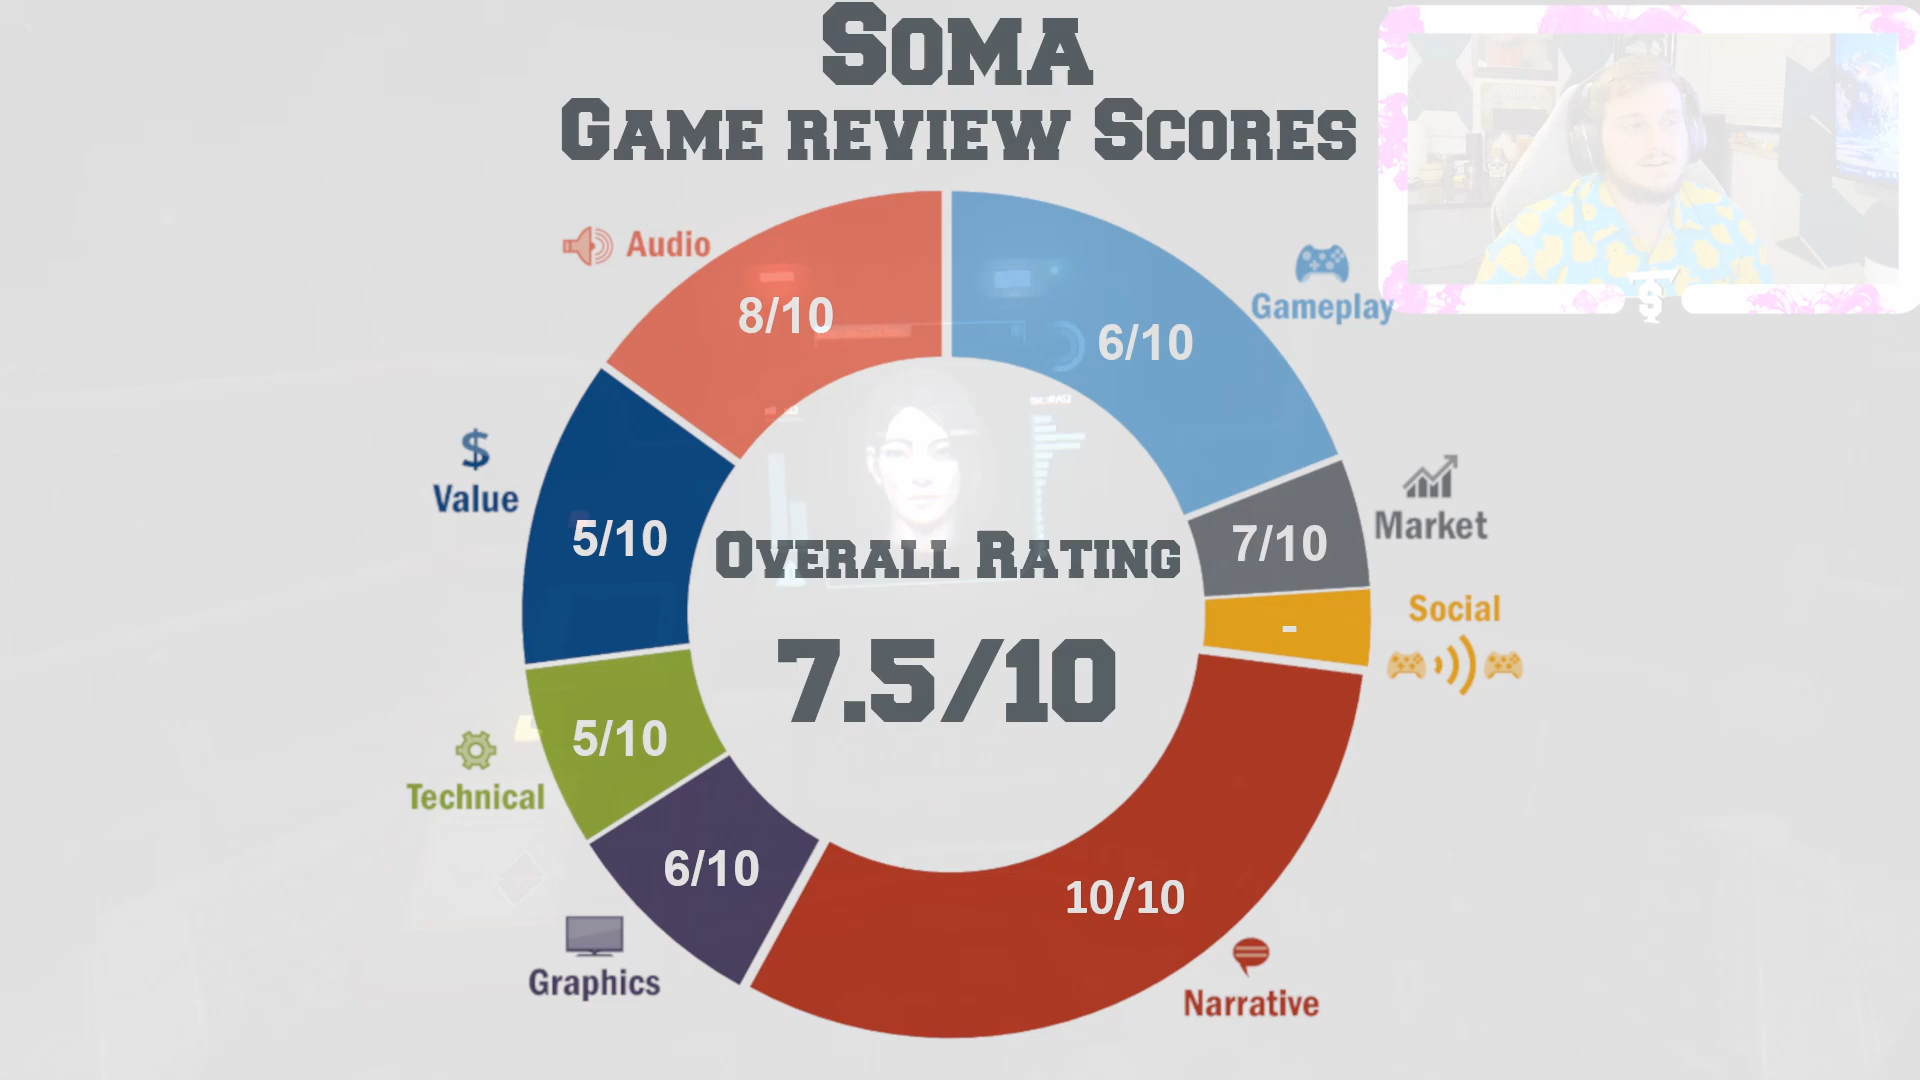 Soma
Game review Scores
Audio
8/10
6/10
Gameplay
$
Value
5/10
7/10
Market
Overall Rating
7.5/10
Social
-
Technical
5/10
6/10
Graphics
10/10
Narrative